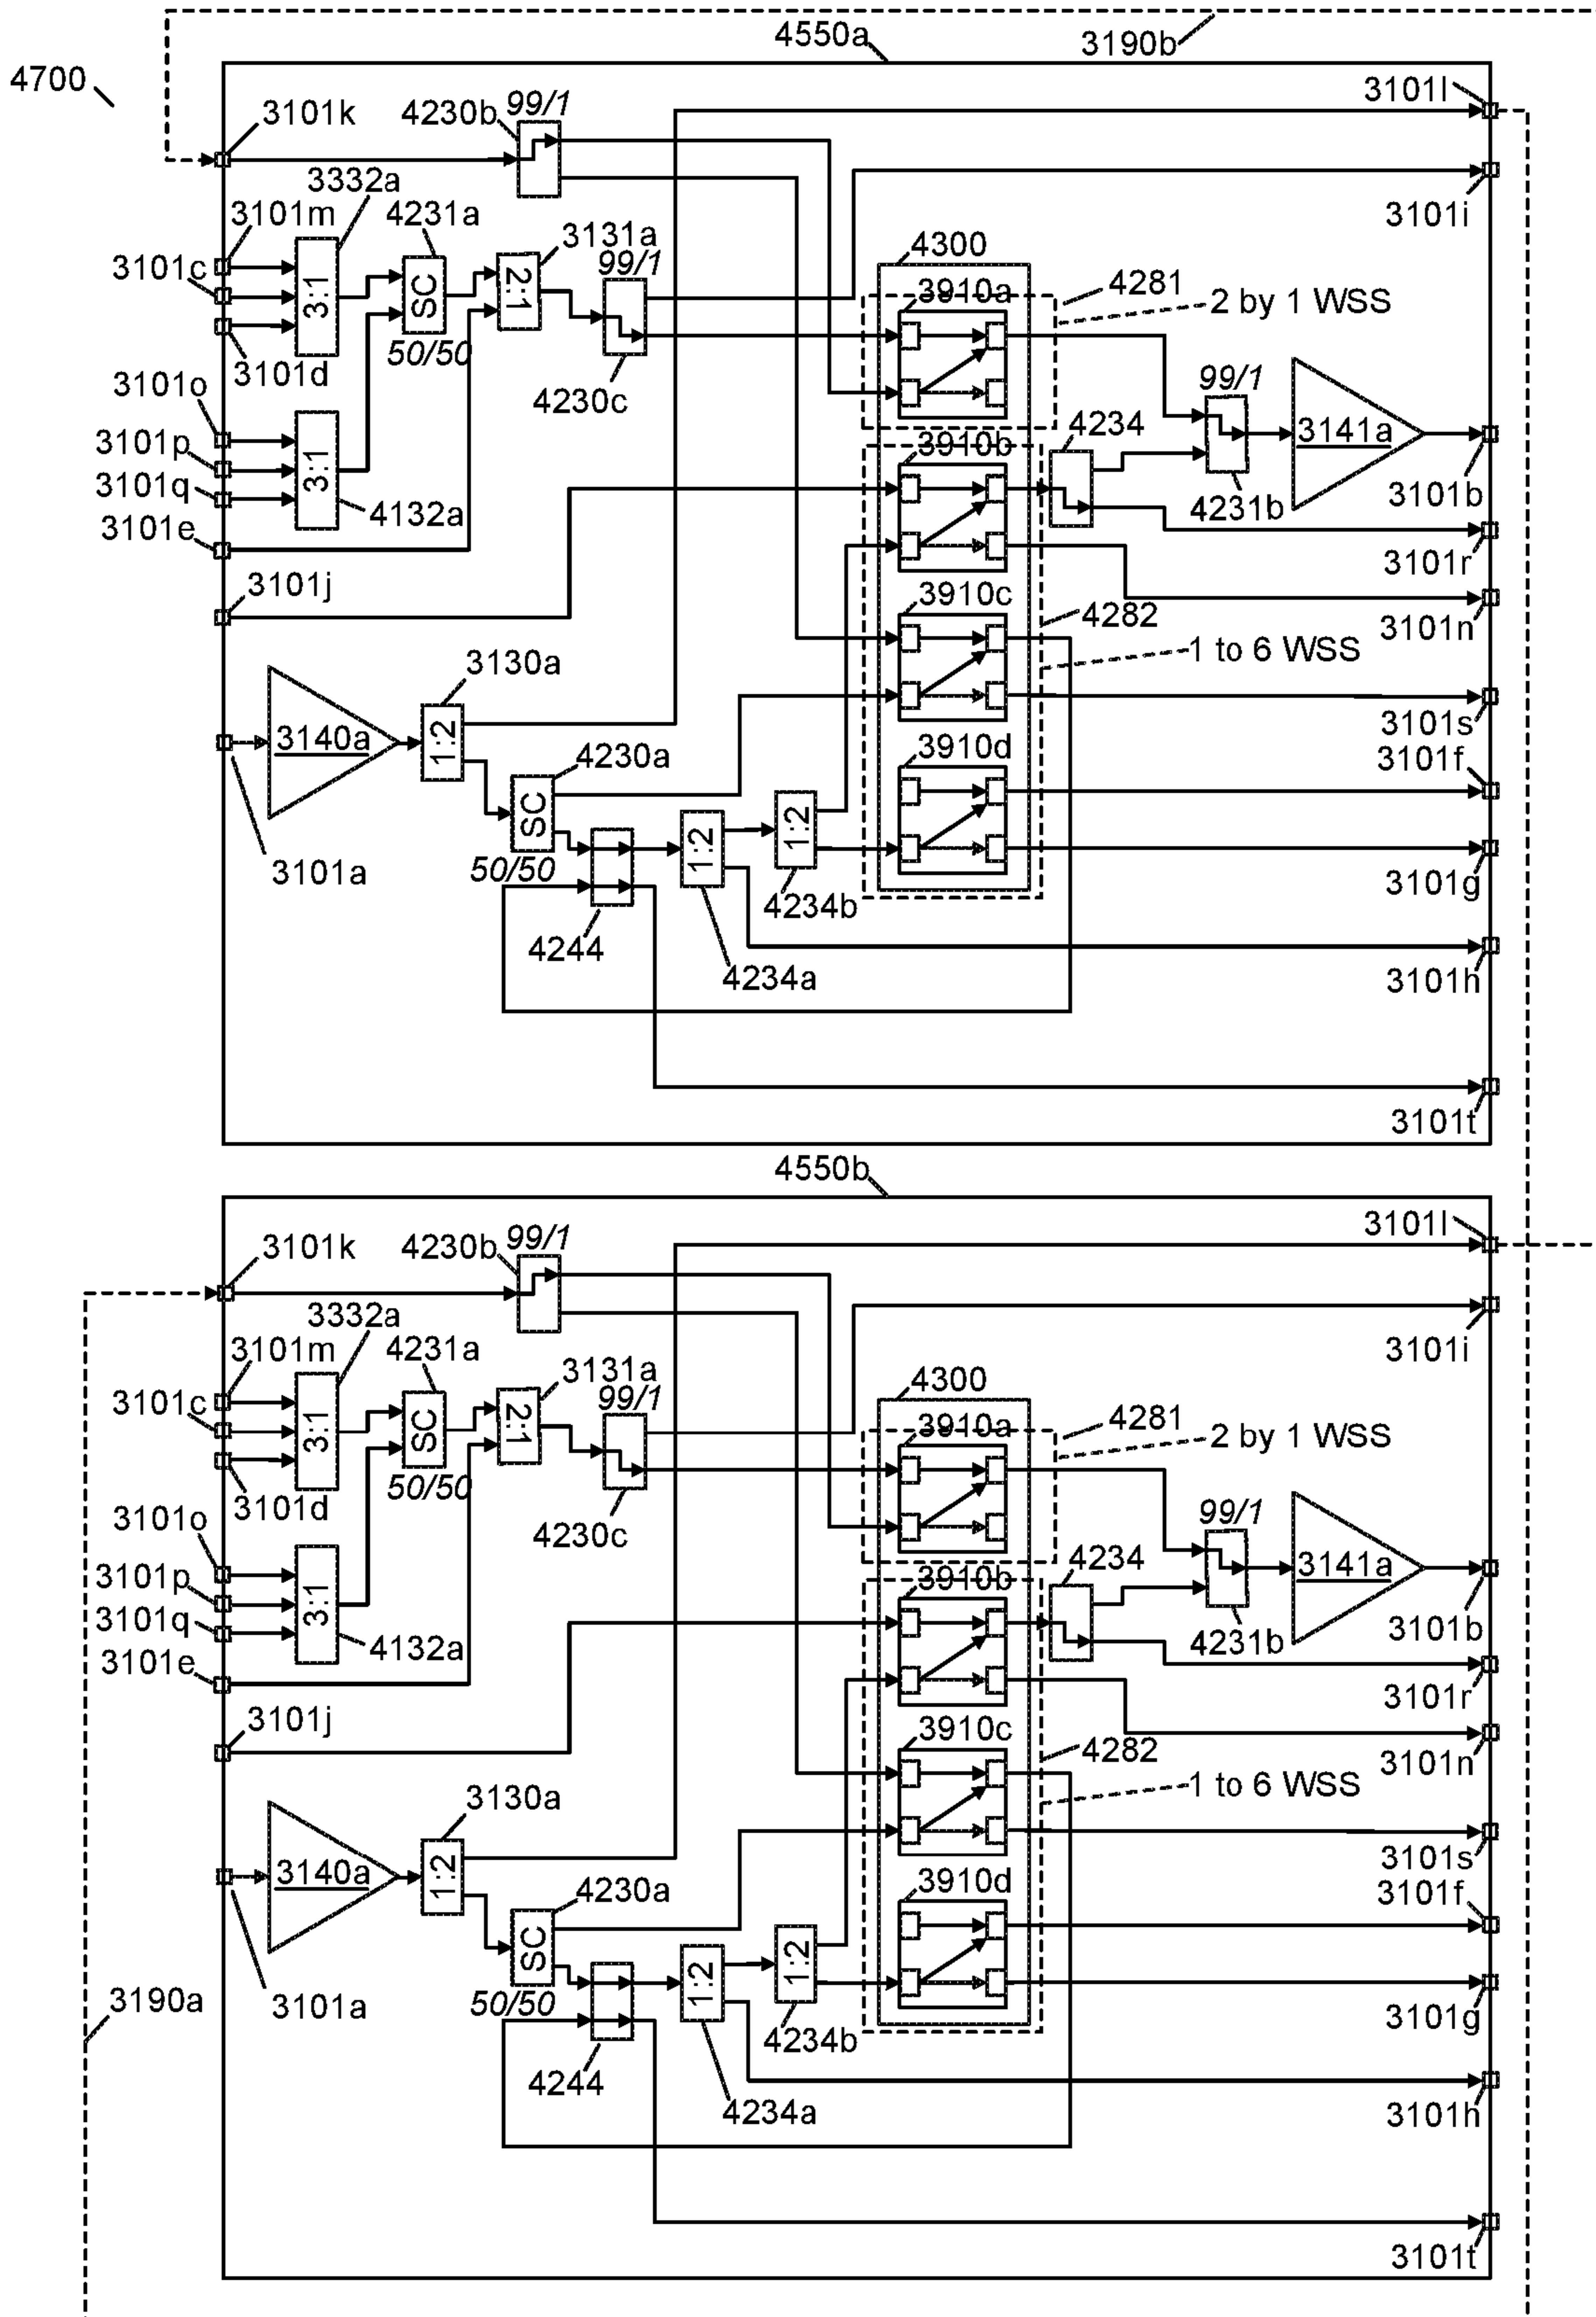 4550a
3190b
4700
3101k
4230b
99/1
3101l
3332a
3101i
3101m
4231a
3131a
99/1
4300
3101c
3:1
SC
2:1
3910a
4281
2 by 1 WSS
3101d
50/50
4230c
3101o
99/1
3101p
3:1
3910b
4234
3141a
3101q
4132a
4231b
3101b
3101e
3101r
3101j
3910c
4282
3101n
3130a
1 to 6 WSS
3140a
1:2
3101s
4230a
3910d
3101f
SC
1:2
1:2
3101a
50/50
4234b
3101g
4244
4234a
3101h
3101t
4550b
3101k
4230b
99/1
3101l
3332a
3101i
3101m
4231a
3131a
99/1
4300
3101c
3:1
SC
2:1
3910a
4281
2 by 1 WSS
3101d
50/50
4230c
3101o
99/1
3101p
3:1
3910b
4234
3141a
3101q
4132a
4231b
3101b
3101e
3101r
3101j
3910c
4282
3101n
3130a
1 to 6 WSS
3140a
1:2
3101s
4230a
3910d
3101f
SC
1:2
1:2
3190a
3101a
50/50
4234b
3101g
4244
4234a
3101h
3101t